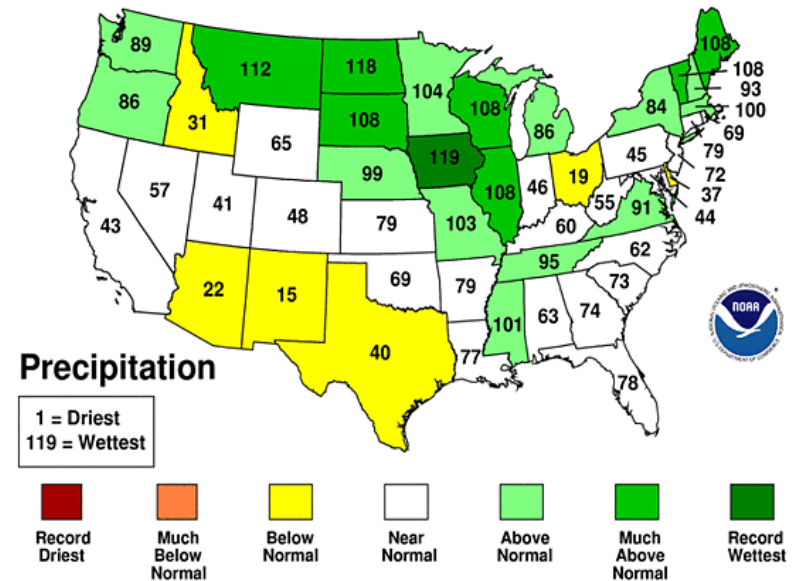 89
112
118
104
108
108
93
86
108
108
86
84
100
31
65
69
119
79
99
45
72
57
41
48
46
19
37
108
55
91
44
43
79
103
60
62
95
22
15
69
79
73
101
63
74
40
77
78
NOAA
Precipitation
1 = Driest
119 = Wettest
Record
Driest
Much
Below
Normal
Below
Normal
Near
Normal
Above
Normal
Much
Above
Normal
Record
Wettest